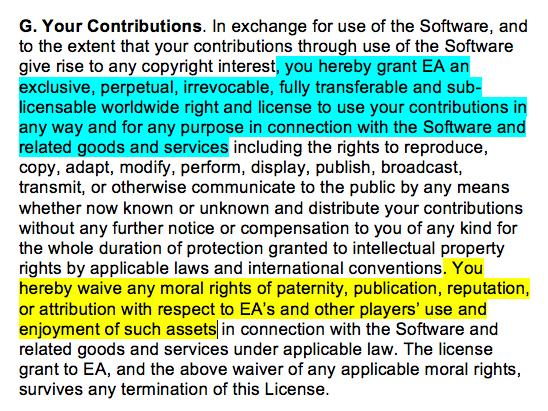 G. Your Contributions. In exchange for use of the Software, and
to the extent that your contributions through use of the Software
give rise to any copyright interest, you hereby grant EA an
exclusive, perpetual, irrevocable, fully transferable and sub-
licensable worldwide right and license to use your contributions in
any way and for any purpose in connection with the Software and
related goods and services including the rights to reproduce,
copy, adapt, modify, perform, display, publish, broadcast,
transmit, or otherwise communicate to the public by any means
whether now known or unknown and distribute your contributions
without any further notice or compensation to you of any kind for
the whole duration of protection granted to intellectual property
rights by applicable laws and international conventions. You
hereby waive any moral rights of paternity, publication, reputation,
or attribution with respect to EA's and other players' use and
enjoyment of such assets in connection with the Software and
related goods and services under applicable law. The license
grant to EA, and the above waiver of any applicable moral rights,
survives any termination of this License.